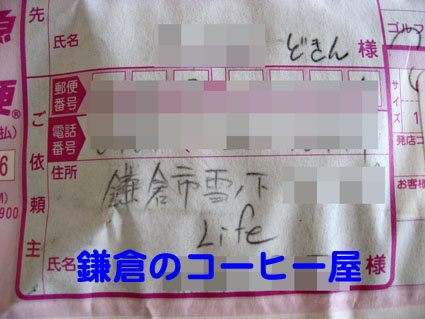 先
氏名 どきん 様
ゴルフ
郵便
番号
電話
番号
サイズ
1
発店コ
お客様
払)
6
900
ご依頼主
住所
鎌倉市雪ノ下
Life
氏名 様
鎌倉のコーヒー屋